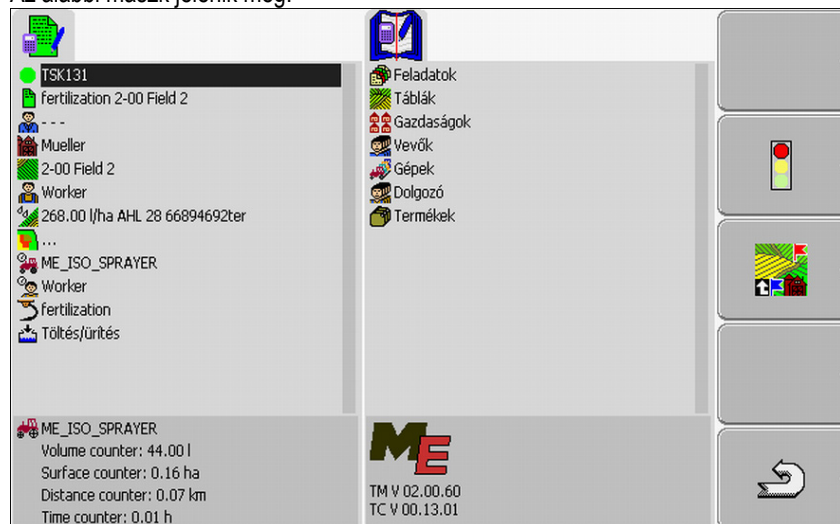 Az alábbi maszk jelenik meg:
TSK131
fertilization 2-00 Field 2
- - -
Mueller
2-00 Field 2
Worker
268.00 l/ha AHL 28 66894692ter
...
ME_ISO_SPRAYER
Worker
fertilization
Töltés/ürítés
ME_ISO_SPRAYER
Volume counter: 44.00 l
Surface counter: 0.16 ha
Distance counter: 0.07 km
Time counter: 0.01 h
Feladatok
Táblák
Gazdaságok
Vevők
Gépek
Dolgozó
Termékek
ME
TM V 02.00.60
TC V 00.13.01